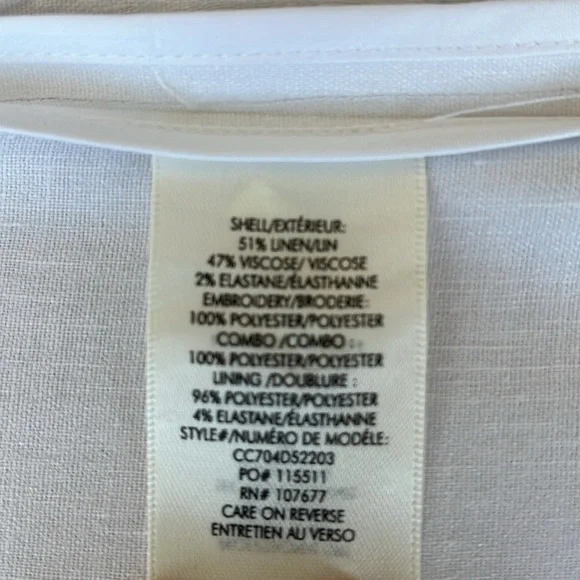 SHELL/EXTÉRIEUR:
51% LINEN/LIN
47% VISCOSE/ VISCOSE
2% ELASTANE/ÉLASTHANNE
EMBROIDERY/BRODERIE:
100% POLYESTER/POLYESTER
COMBO /COMBO :
100% POLYESTER/POLYESTER
LINING /DOUBLURE :
96% POLYESTER/POLYESTER
4% ELASTANE/ÉLASTHANNE
STYLE#/NUMÉRO DE MODÈLE:
CC704D52203
PO# 115511
RN# 107677
CARE ON REVERSE
ENTRETIEN AU VERSO